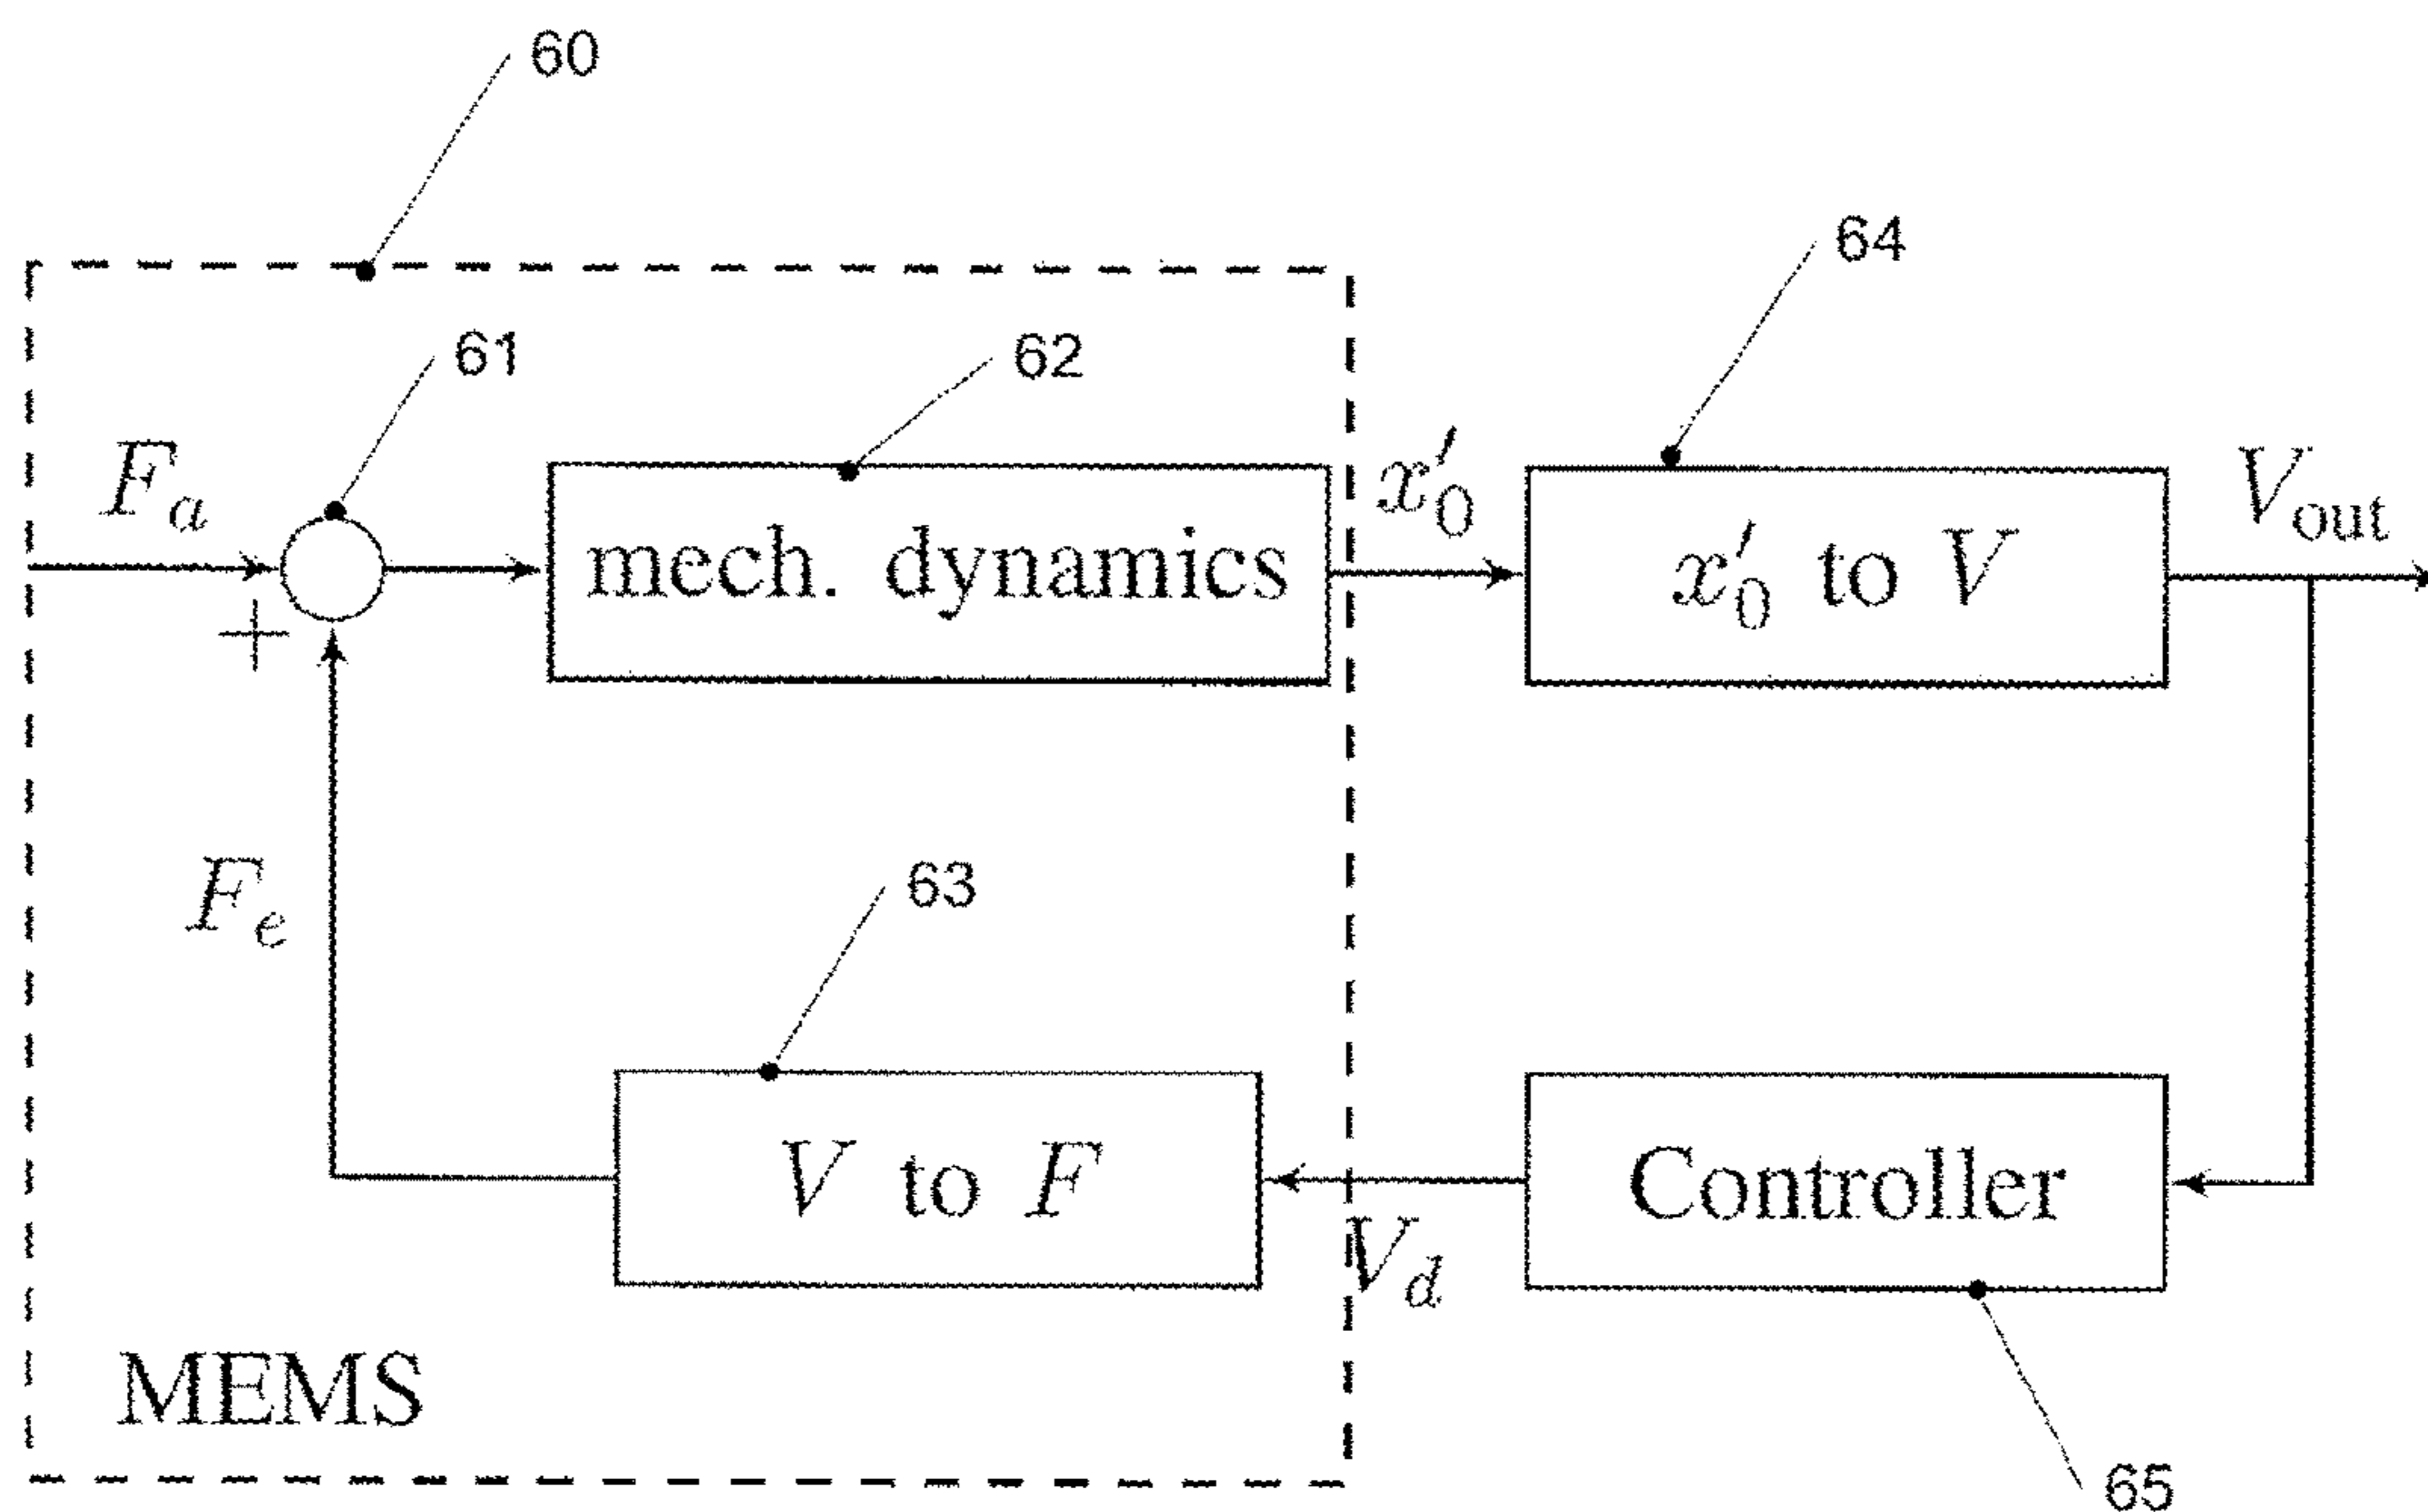 60
64
61
62
F_a
+
mech. dynamics
x'_0
x'_0 to V
V_out
F_e
63
V to F
V_d
Controller
MEMS
65